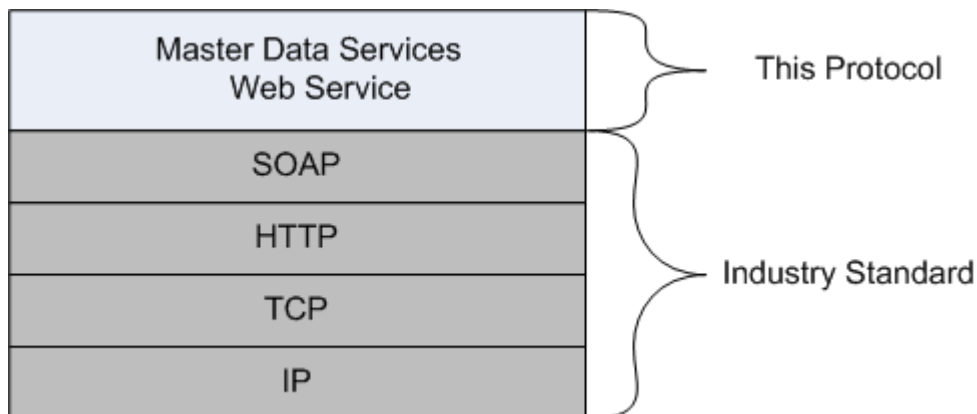 Master Data Services
Web Service
This Protocol
SOAP
HTTP
TCP
IP
Industry Standard